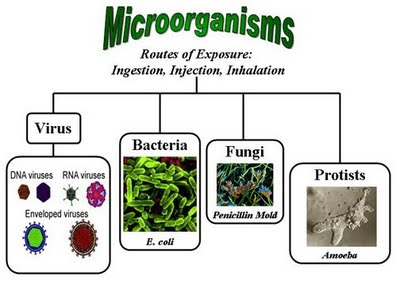 Microorganisms
Routes of Exposure:
Ingestion, Injection, Inhalation
Virus
DNA viruses
RNA viruses
Enveloped viruses
Bacteria
E. coli
Fungi
Penicillin Mold
Protists
Amoeba